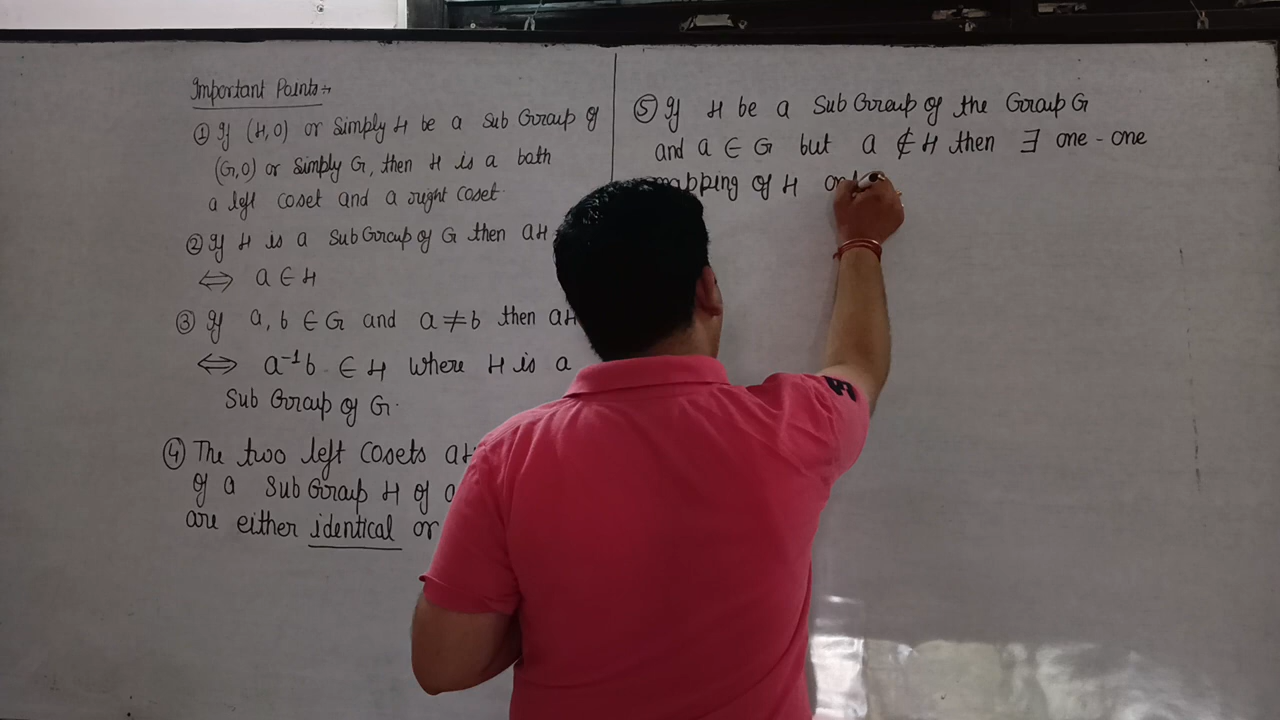 Important Points:-
① If (H,0) or Simply H be a Sub Group of
(G,0) or Simply G, then H is a both
a left coset and a right coset.
② If H is a Sub Group of G then aH
⇔ a ∈ H
③ If a, b ∈ G and a ≠ b then aH
⇔ a⁻¹b ∈ H where H is a
Sub Group of G.
④ The two left cosets aH
of a Sub Group H of a
are either identical or
⑤ If H be a Sub Group of the Group G
and a ∈ G but a ∉ H then ∃ one-one
mapping of H